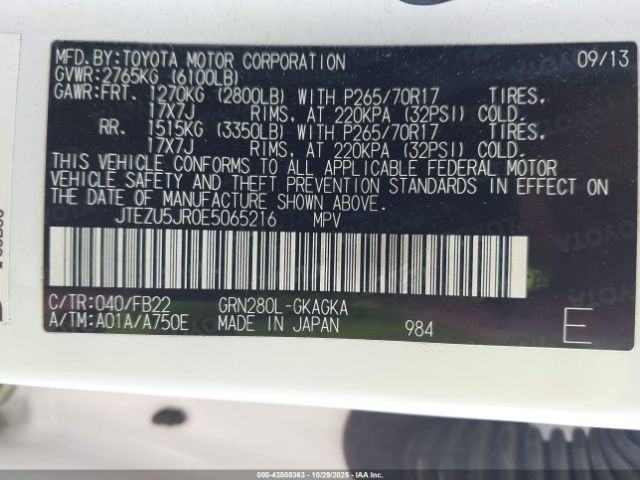 MFD.BY:TOYOTA MOTOR CORPORATION 09/13
GVWR:2765KG (6100LB)
GAWR:FRT. 1270KG (2800LB) WITH P265/70R17 TIRES,
17X7J RIMS, AT 220KPA (32PSI) COLD.
RR. 1515KG (3350LB) WITH P265/70R17 TIRES,
17X7J RIMS, AT 220KPA (32PSI) COLD.
THIS VEHICLE CONFORMS TO ALL APPLICABLE FEDERAL MOTOR
VEHICLE SAFETY AND THEFT PREVENTION STANDARDS IN EFFECT ON
THE DATE OF MANUFACTURE SHOWN ABOVE.
JTEZU5JR0E5065216 MPV
C/TR:040/FB22 GRN280L-GKAGKA
A/TM:A01A/A750E MADE IN JAPAN 984 E
000-43508363 | 10/29/2025 | IAA